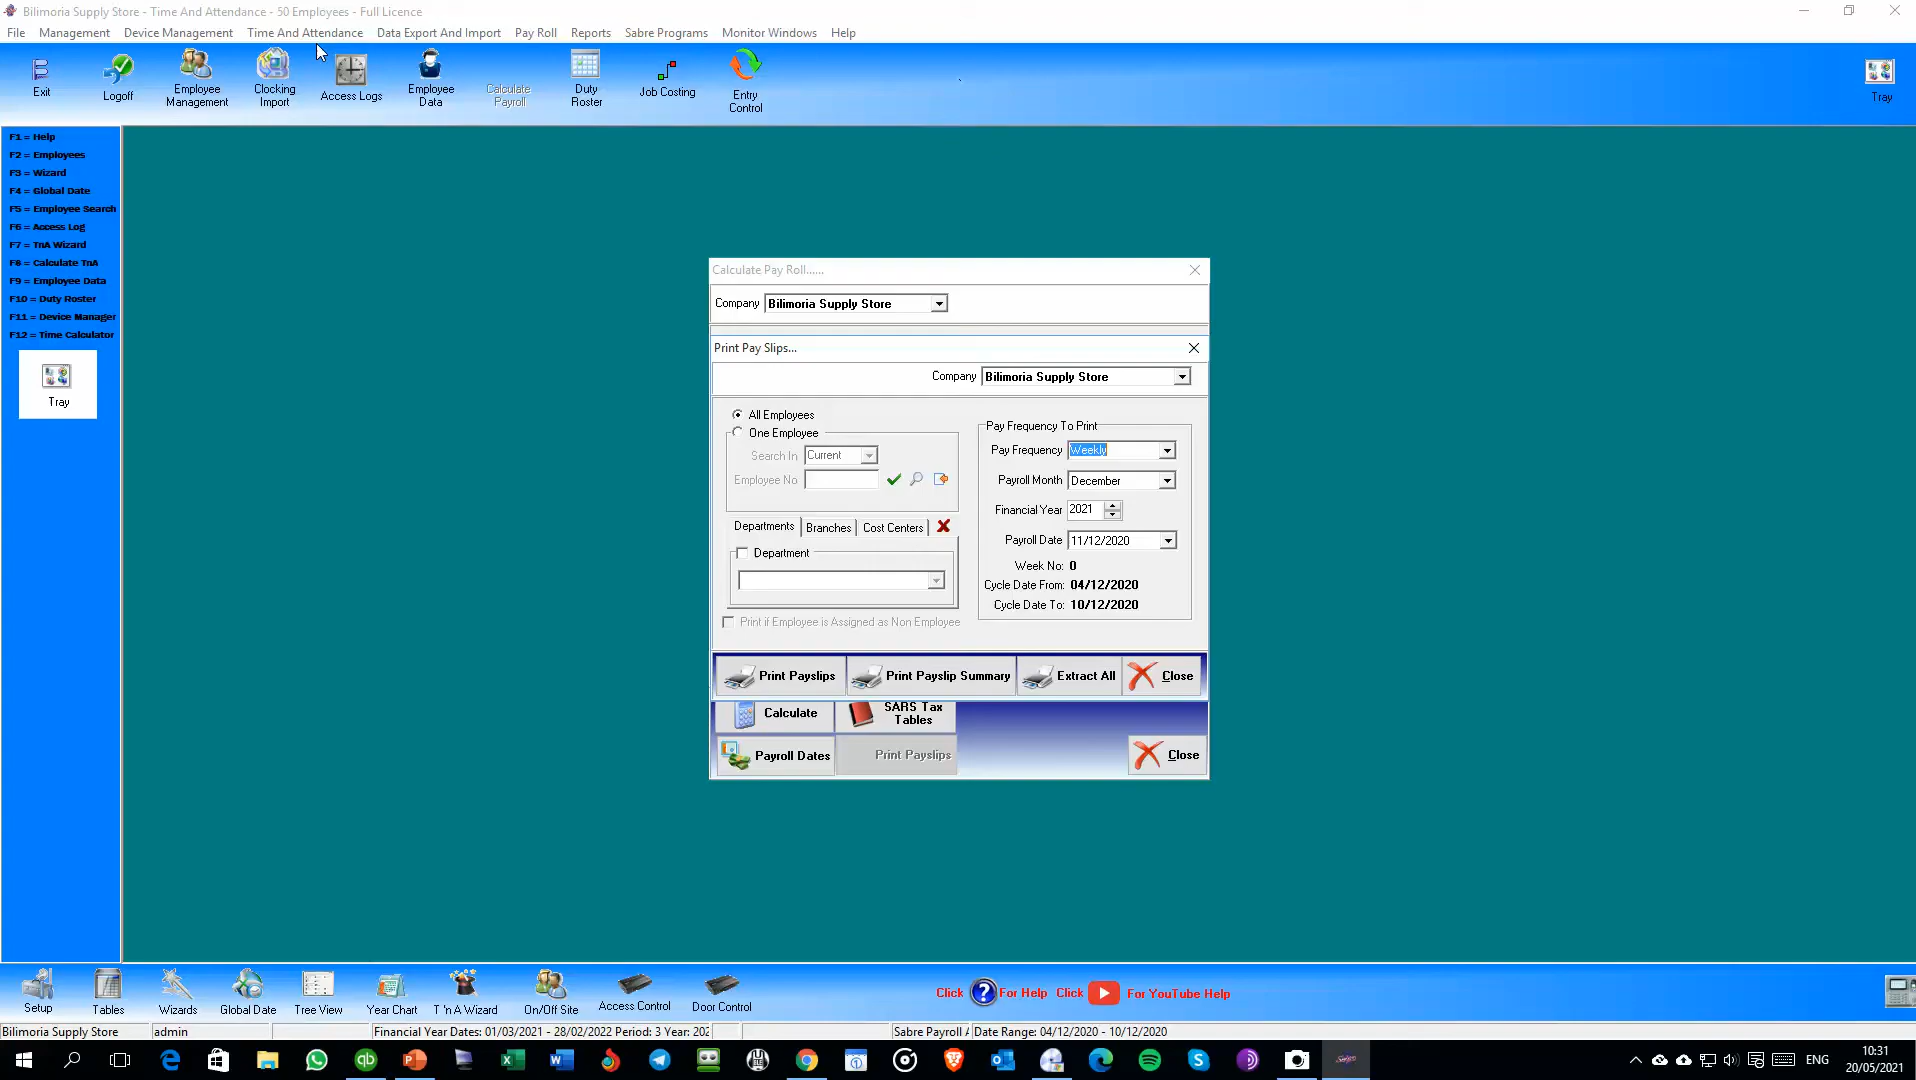 Bilimoria Supply Store - Time And Attendance - 50 Employees - Full Licence
File Management Device Management Time And Attendance Data Export And Import Pay Roll Reports Sabre Programs Monitor Windows Help
Exit
Logoff
Employee Management
Clocking Import
Access Logs
Employee Data
Calculate Payroll
Duty Roster
Job Costing
Entry Control
Tray
F1 = Help
F2 = Employees
F3 = Wizard
F4 = Global Date
F5 = Employee Search
F6 = Access Log
F7 = TnA Wizard
F8 = Calculate TnA
F9 = Employee Data
F10 = Duty Roster
F11 = Device Manager
F12 = Time Calculator
Tray
Calculate Pay Roll......
Company Bilimoria Supply Store
Print Pay Slips...
Company Bilimoria Supply Store
All Employees
One Employee
Search In Current
Employee No
Departments Branches Cost Centers
Department
Print if Employee is Assigned as Non Employee
Pay Frequency To Print
Pay Frequency Weekly
Payroll Month December
Financial Year 2021
Payroll Date 11/12/2020
Week No: 0
Cycle Date From: 04/12/2020
Cycle Date To: 10/12/2020
Print Payslips Print Payslip Summary Extract All Close
Calculate SARS Tax Tables
Payroll Dates Print Payslips Close
Setup Tables Wizards Global Date Tree View Year Chart T 'n A Wizard On/Off Site Access Control Door Control
Click ? For Help Click For YouTube Help
Bilimoria Supply Store admin Financial Year Dates: 01/03/2021 - 28/02/2022 Period: 3 Year: 202 Sabre Payroll Date Range: 04/12/2020 - 10/12/2020
ENG
10:31
20/05/2021